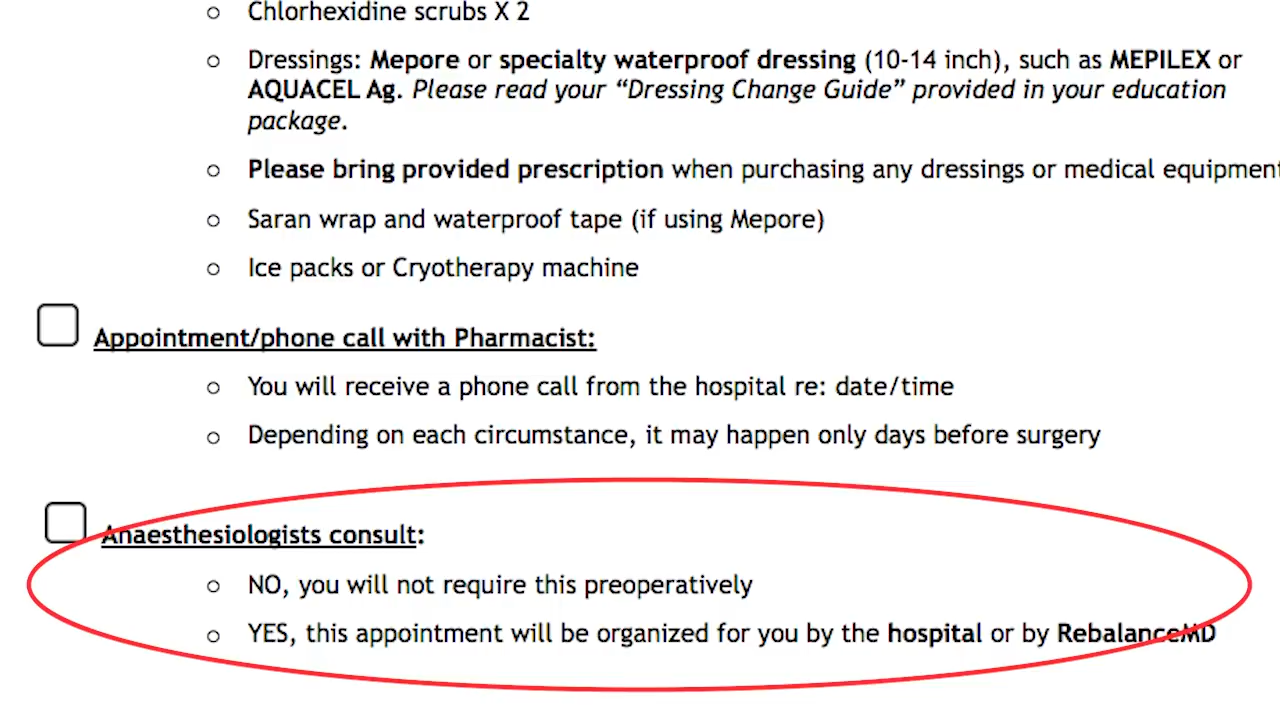 Chlorhexidine scrubs X 2
Dressings: Mepore or specialty waterproof dressing (10-14 inch), such as MEPILEX or
AQUACEL Ag. Please read your “Dressing Change Guide” provided in your education
package.
Please bring provided prescription when purchasing any dressings or medical equipment
Saran wrap and waterproof tape (if using Mepore)
Ice packs or Cryotherapy machine
Appointment/phone call with Pharmacist:
You will receive a phone call from the hospital re: date/time
Depending on each circumstance, it may happen only days before surgery
Anaesthesiologists consult:
NO, you will not require this preoperatively
YES, this appointment will be organized for you by the hospital or by RebalanceMD